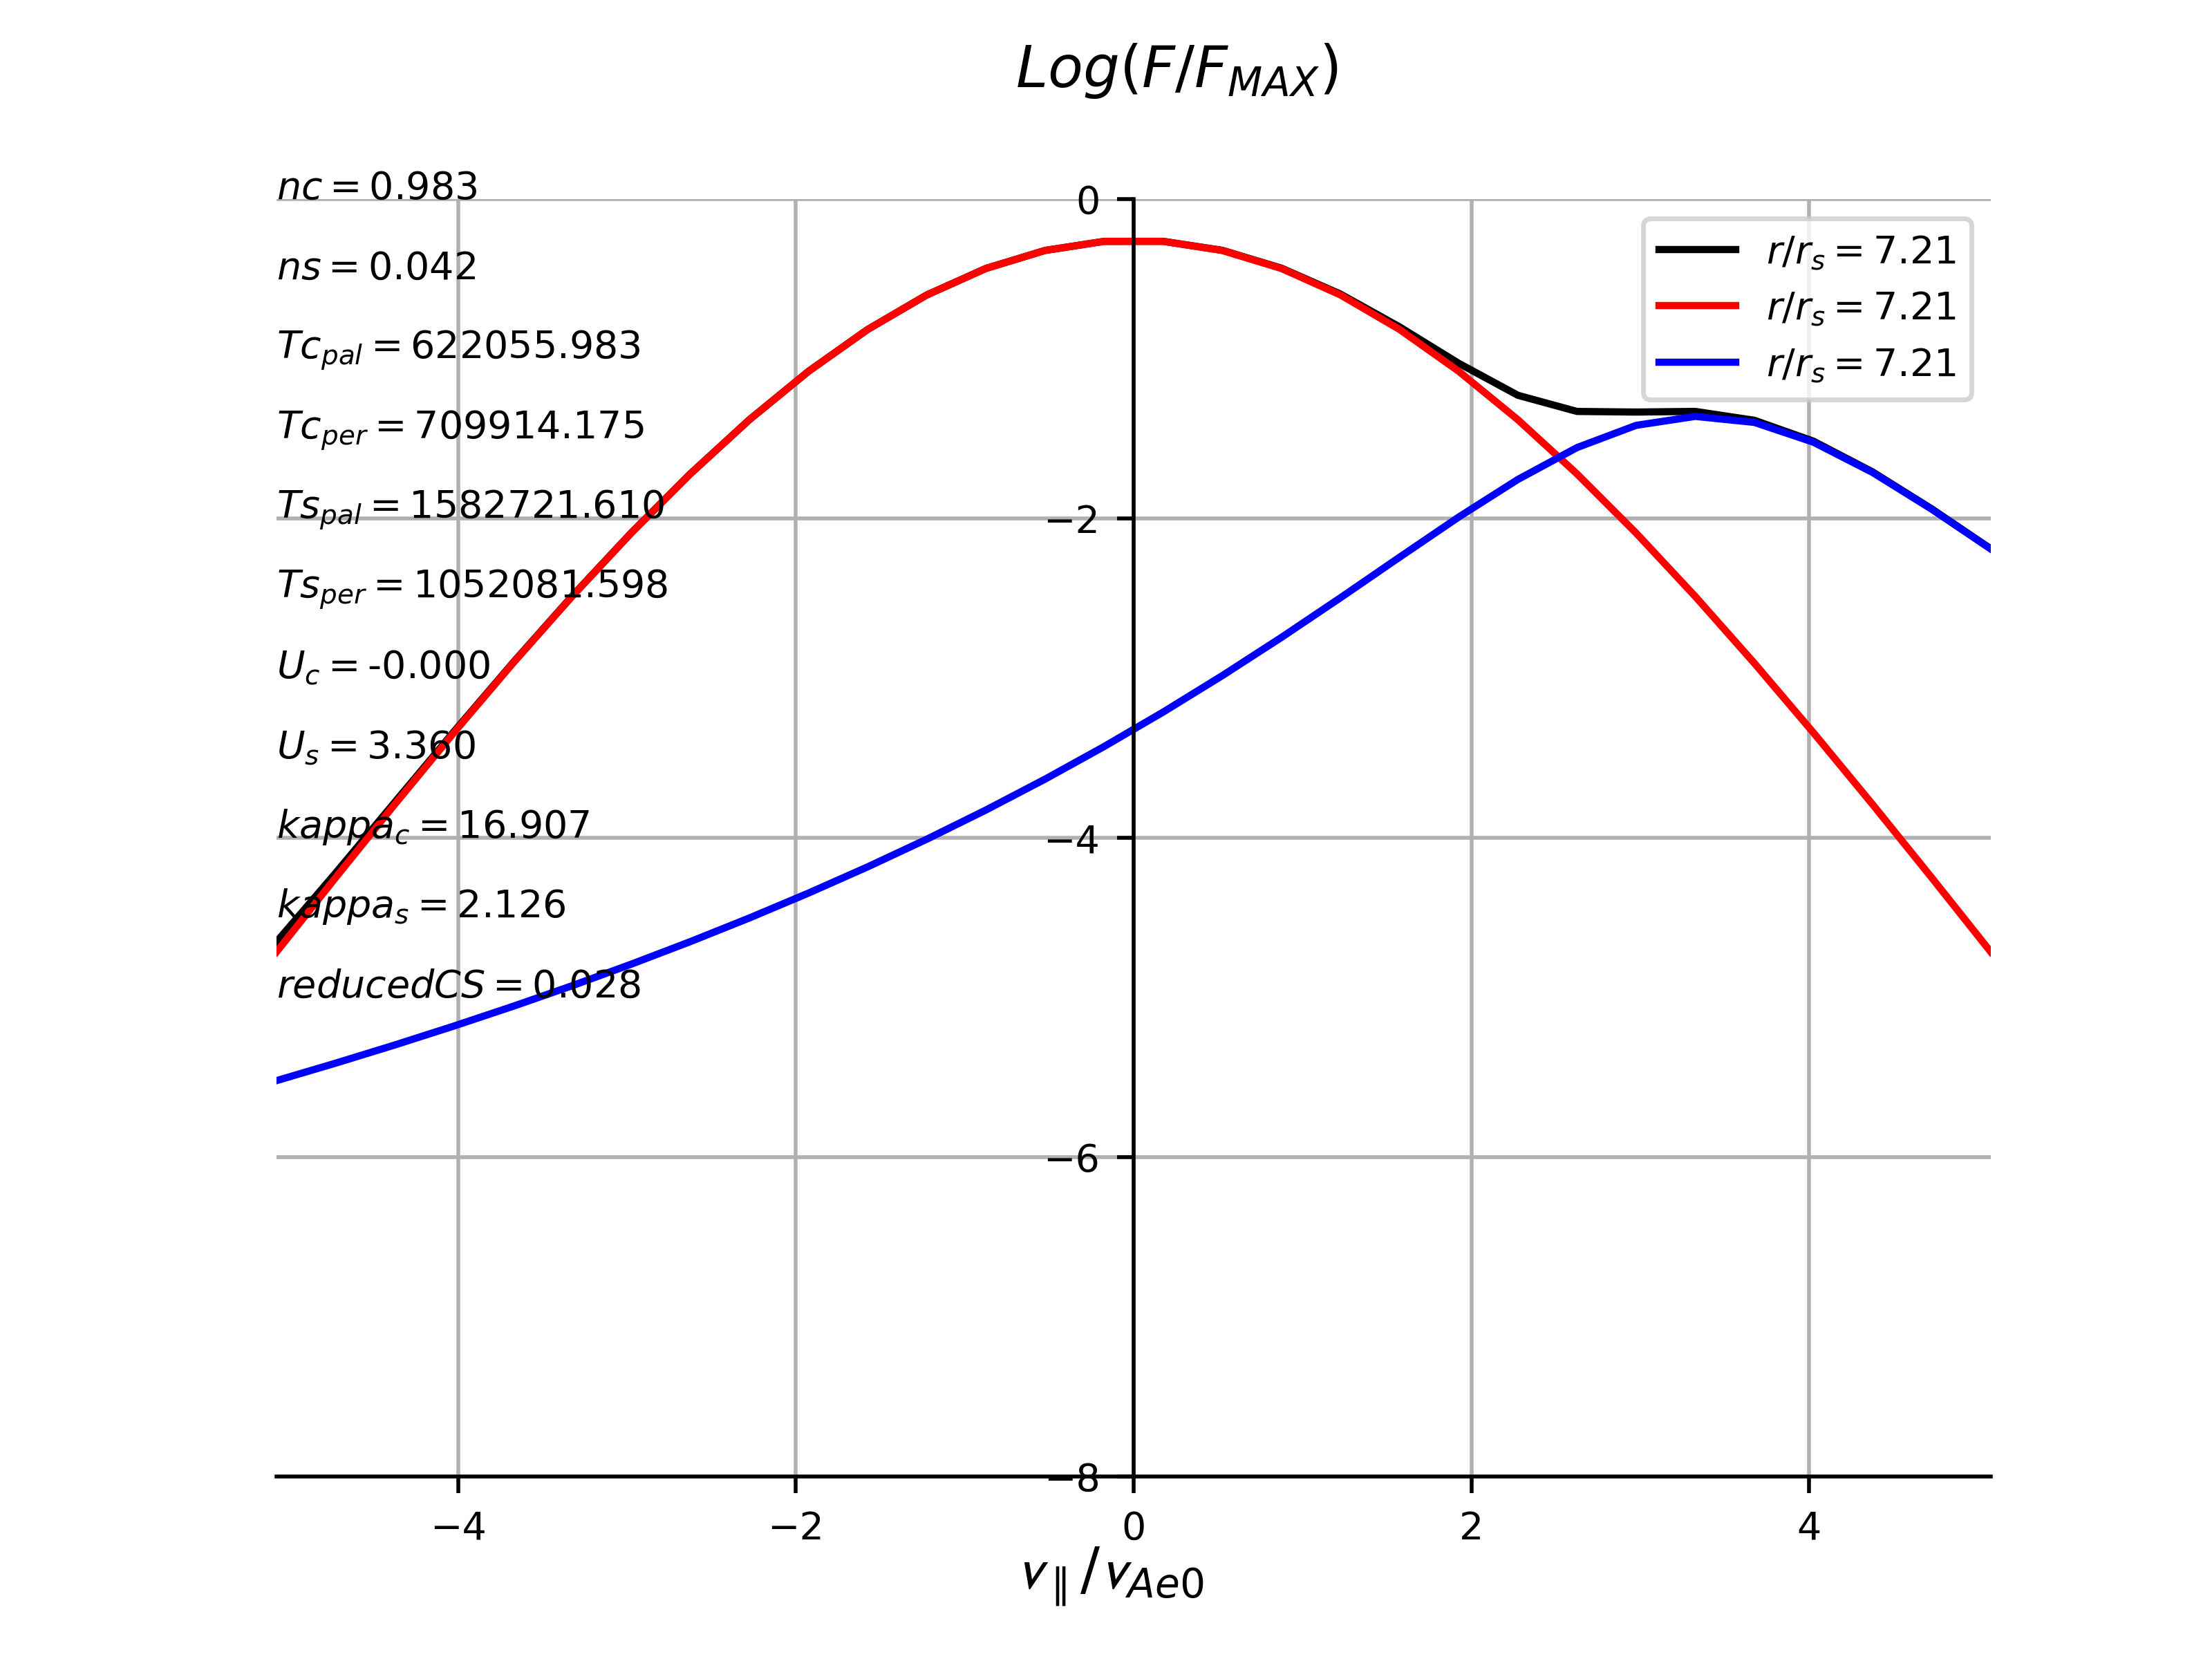 Log(F/F_MAX)
nc = 0.983
ns = 0.042
Tc_pal = 622055.983
Tc_per = 709914.175
Ts_pal = 1582721.610
Ts_per = 1052081.598
U_c = -0.000
U_s = 3.360
kappa_c = 16.907
kappa_s = 2.126
reducedCS = 0.028
r/r_s = 7.21
r/r_s = 7.21
r/r_s = 7.21
0
−2
−4
−6
−8
−4 −2 0 2 4
v_∥/v_Ae0